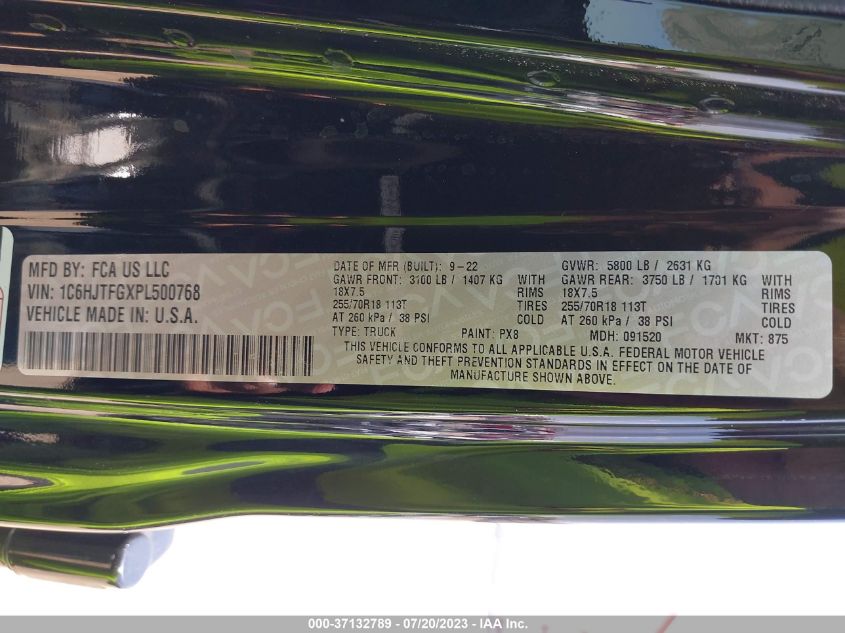 MFD BY: FCA US LLC
VIN: 1C6HJTFGXPL500768
VEHICLE MADE IN: U.S.A.
DATE OF MFR (BUILT): 9-22
GAWR FRONT: 3100 LB / 1407 KG WITH
18X7.5 RIMS
255/70R18 113T TIRES
AT 260 kPa / 38 PSI COLD
TYPE: TRUCK PAINT: PX8
GVWR: 5800 LB / 2631 KG
GAWR REAR: 3750 LB / 1701 KG WITH
18X7.5 RIMS
255/70R18 113T TIRES
AT 260 kPa / 38 PSI COLD
MDH: 091520 MKT: 875
THIS VEHICLE CONFORMS TO ALL APPLICABLE U.S.A. FEDERAL MOTOR VEHICLE
SAFETY AND THEFT PREVENTION STANDARDS IN EFFECT ON THE DATE OF
MANUFACTURE SHOWN ABOVE.
000-37132789 - 07/20/2023 - IAA Inc.